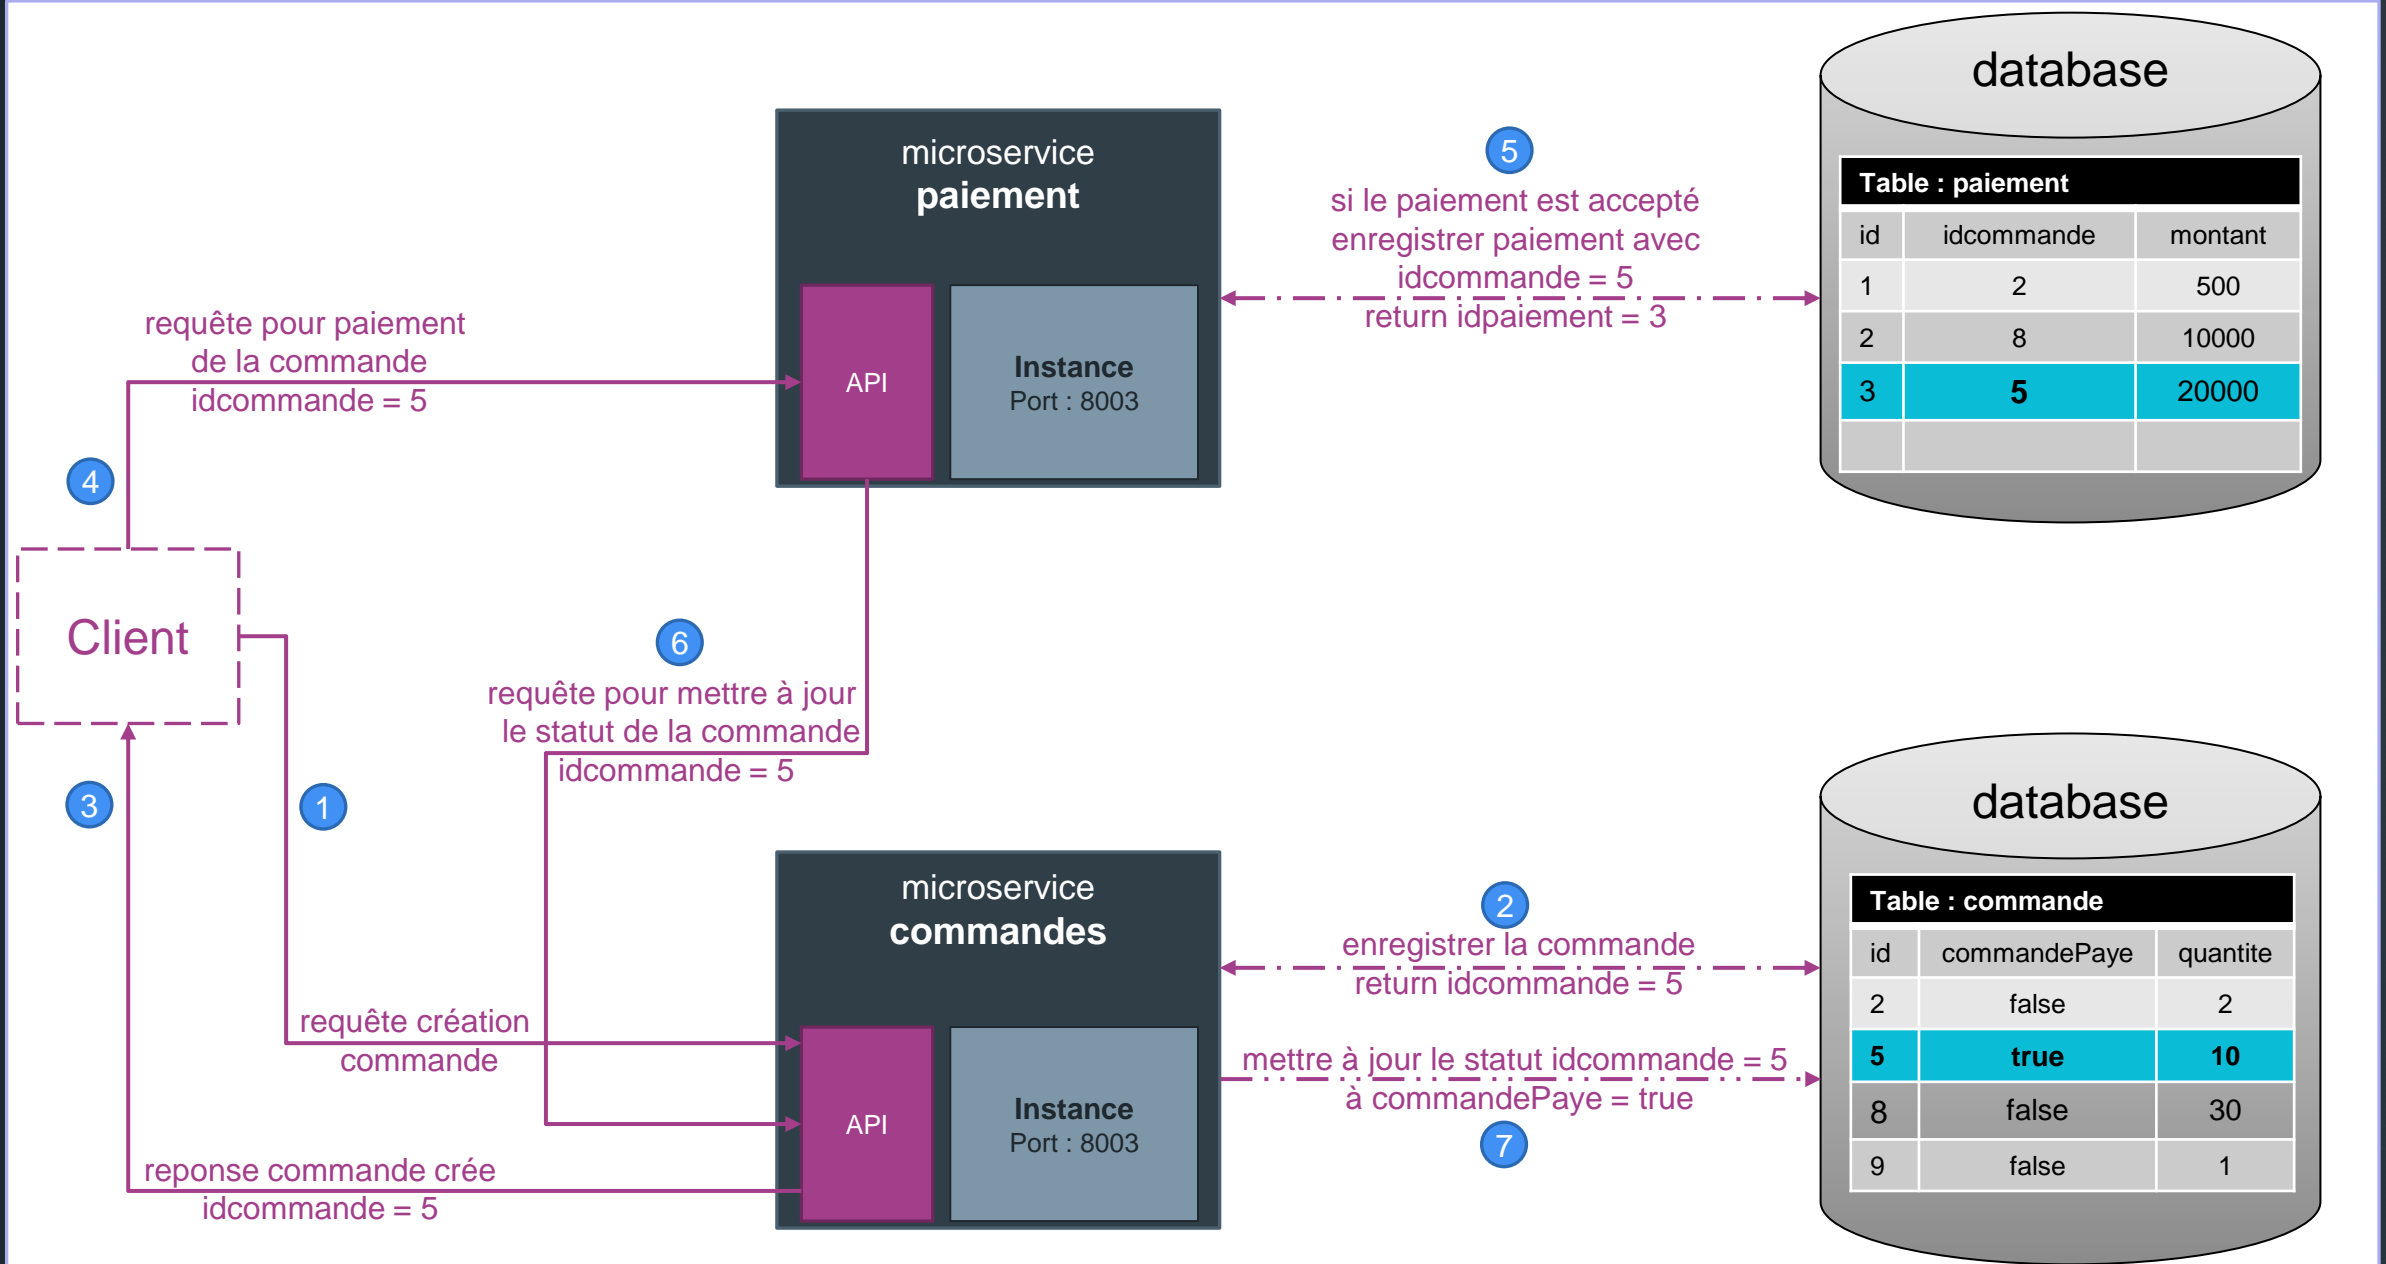 database
microservice
paiement
5
si le paiement est accepté
enregistrer paiement avec
idcommande = 5
return idpaiement = 3
Table : paiement
id idcommande montant
1 2 500
2 8 10000
3 5 20000
requête pour paiement
de la commande
idcommande = 5
API
Instance
Port : 8003
4
Client
6
requête pour mettre à jour
le statut de la commande
idcommande = 5
3
1
database
microservice
commandes
2
enregistrer la commande
return idcommande = 5
Table : commande
id commandePaye quantite
2 false 2
5 true 10
8 false 30
9 false 1
requête création
commande
mettre à jour le statut idcommande = 5
à commandePaye = true
7
API
Instance
Port : 8003
reponse commande crée
idcommande = 5